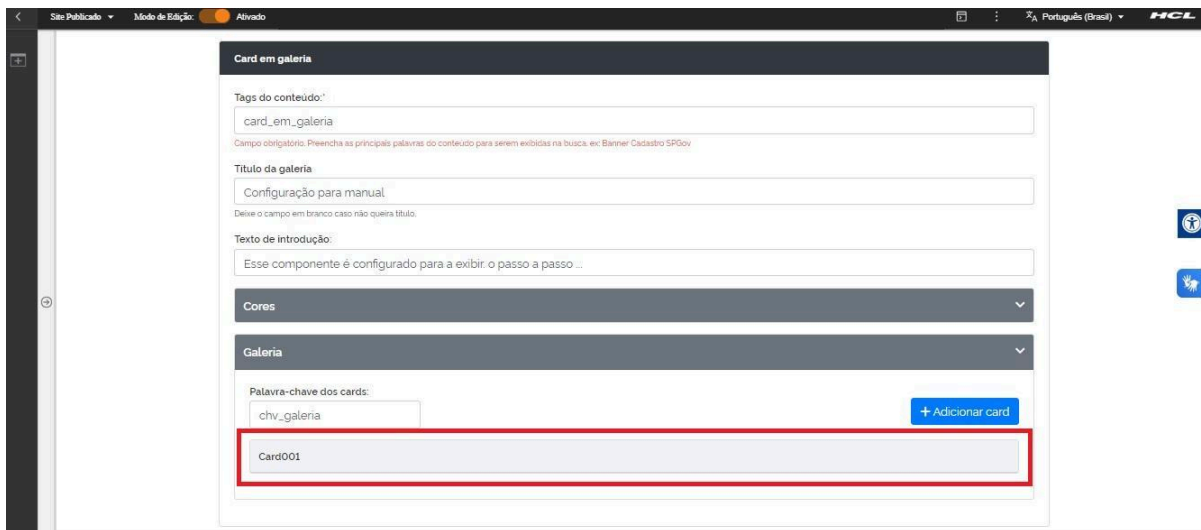 Site Publicado
Modo de Edição:
Ativado
Português (Brasil)
HCL
Card em galeria
Tags do conteúdo:*
card_em_galeria
Campo obrigatório. Preencha as principais palavras do conteúdo para serem exibidas na busca, ex: Banner Cadastro SPGov
Título da galeria
Configuração para manual
Deixe o campo em branco caso não queira título.
Texto de introdução:
Esse componente é configurado para a exibir, o passo a passo ...
Cores
Galeria
Palavra-chave dos cards:
chv_galeria
+ Adicionar card
Card001